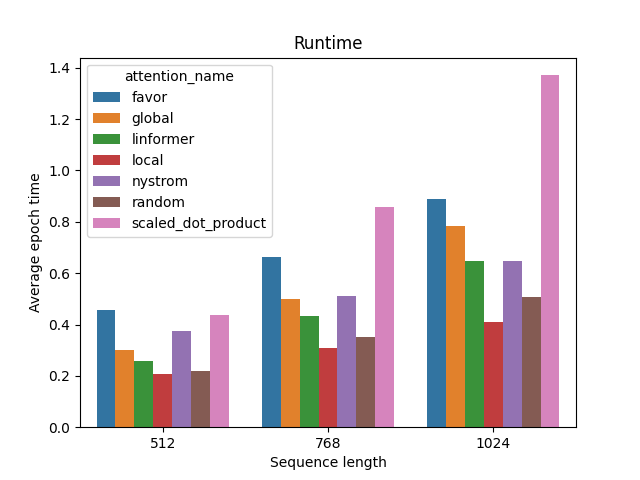 Runtime
1.4
1.2
1.0
0.8
0.6
0.4
0.2
0.0
Average epoch time
attention_name
favor
global
linformer
local
nystrom
random
scaled_dot_product
512 768 1024
Sequence length